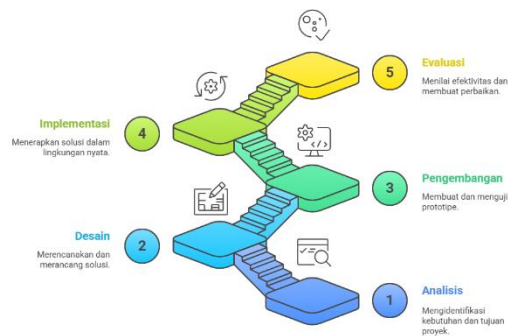 5
Evaluasi
Menilai efektivitas dan
membuat perbaikan.
Implementasi
4
Menerapkan solusi dalam
lingkungan nyata.
3
Pengembangan
Membuat dan menguji
prototipe.
Desain
2
Merencanakan dan
merancang solusi.
1
Analisis
Mengidentifikasi
kebutuhan dan tujuan
proyek.